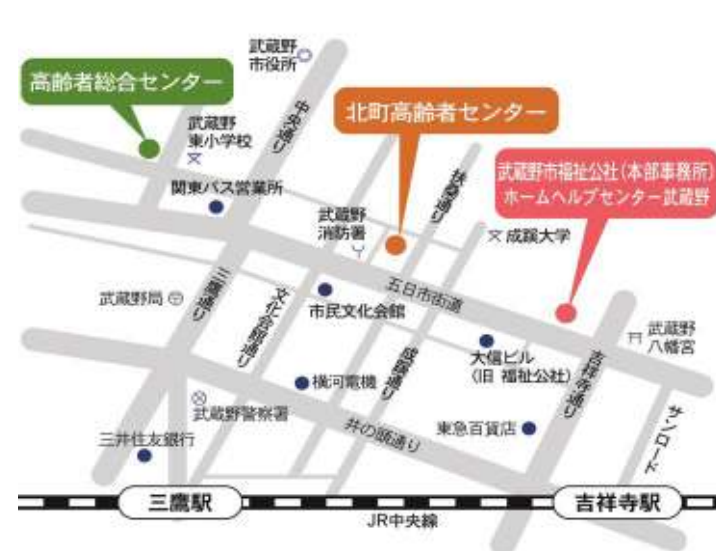 武蔵野
市役所
高齢者総合センター
中央通り
北町高齢者センター
武蔵野
東小学校
関東バス営業所
扶桑通り
武蔵野市福祉公社(本部事務所)
ホームヘルプセンター武蔵野
武蔵野
消防署
成蹊大学
武蔵野局
三鷹通り
文化会館通り
市民文化会館
五日市街道
武蔵野
八幡宮
大信ビル
(旧 福祉公社)
吉祥寺通り
成蹊通り
横河電機
武蔵野警察署
井の頭通り
東急百貨店
サンロード
三井住友銀行
三鷹駅
吉祥寺駅
JR中央線